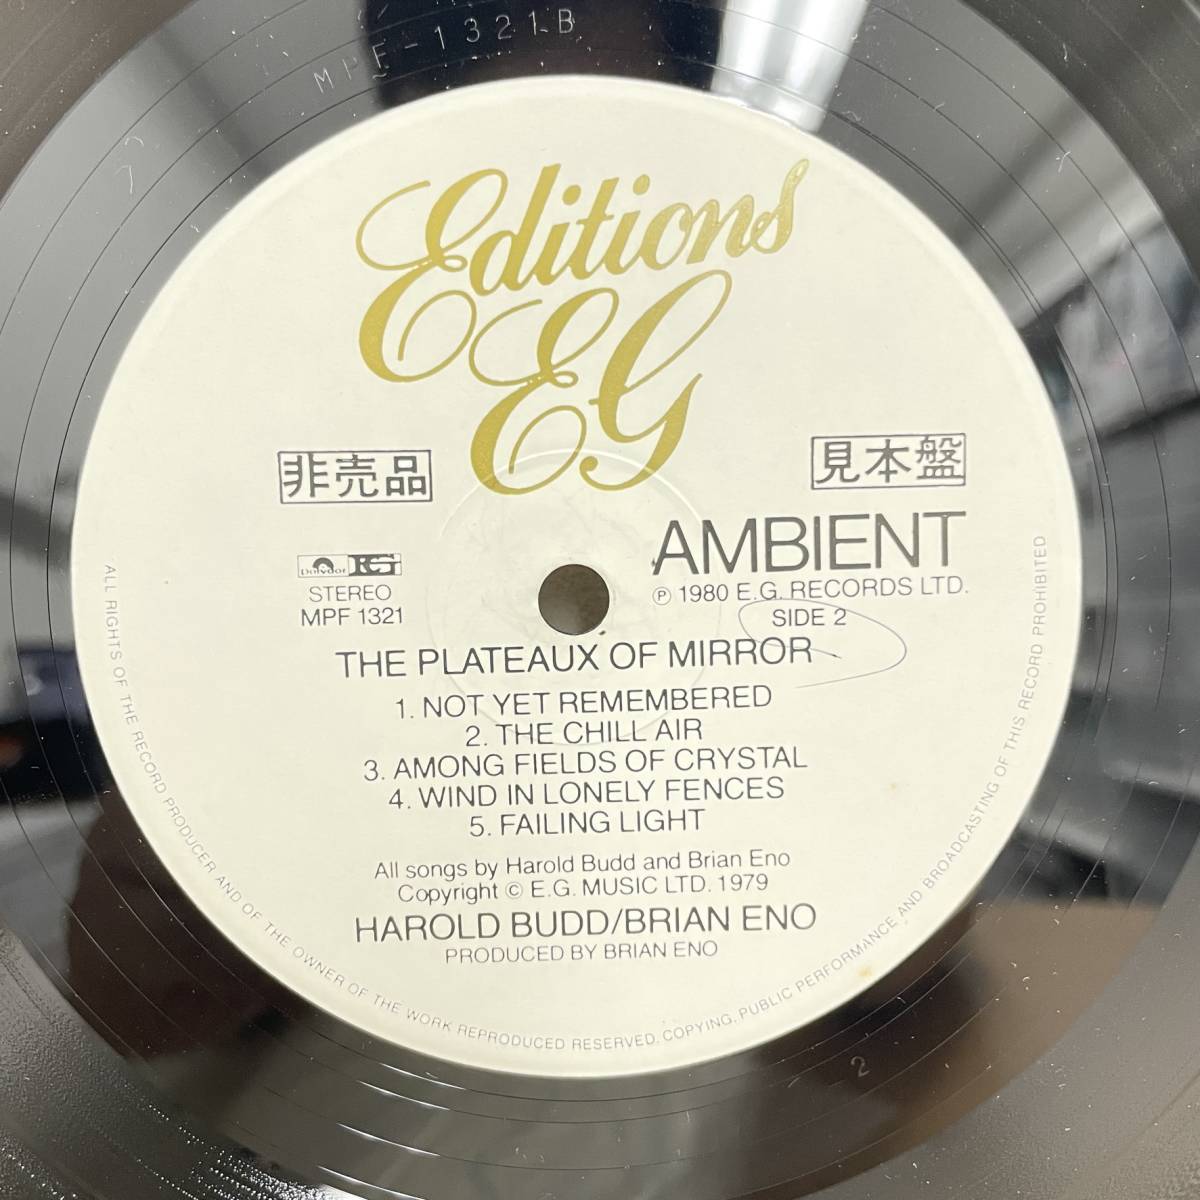 MPF-1321B
Editions
EG
非売品
見本盤
AMBIENT
Polydor EG
STEREO
MPF 1321
℗ 1980 E.G. RECORDS LTD.
SIDE 2
THE PLATEAUX OF MIRROR
1. NOT YET REMEMBERED
2. THE CHILL AIR
3. AMONG FIELDS OF CRYSTAL
4. WIND IN LONELY FENCES
5. FAILING LIGHT
All songs by Harold Budd and Brian Eno
Copyright © E.G. MUSIC LTD. 1979
HAROLD BUDD/BRIAN ENO
PRODUCED BY BRIAN ENO
ALL RIGHTS OF THE RECORD PRODUCER AND OF THE OWNER OF THE WORK REPRODUCED RESERVED. COPYING, PUBLIC PERFORMANCE AND BROADCASTING OF THIS RECORD PROHIBITED
2